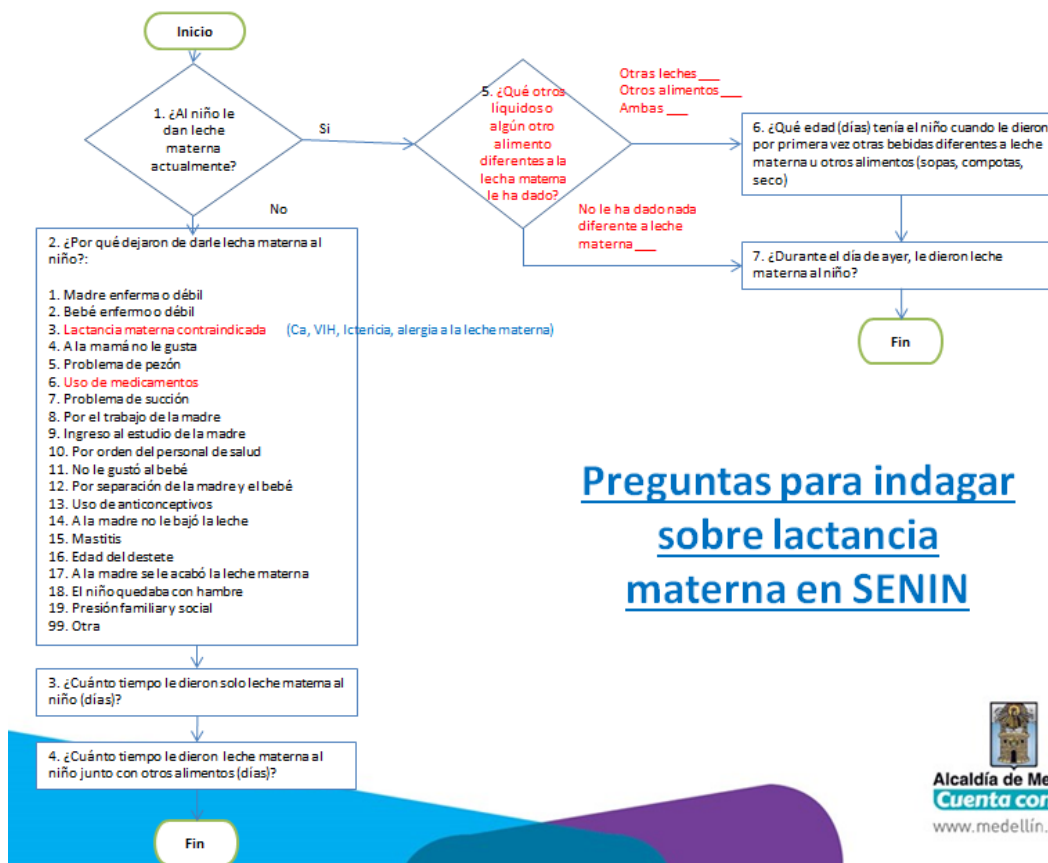 Inicio
1. ¿Al niño le
dan leche
materna
actualmente?
Si
No
5. ¿Qué otros
líquidos o
algún otro
alimento
diferentes a la
lecha materna
le ha dado?
Otras leches ___
Otros alimentos ___
Ambas ___
No le ha dado nada
diferente a leche
materna ___
6. ¿Qué edad (días) tenía el niño cuando le dieron
por primera vez otras bebidas diferentes a leche
materna u otros alimentos (sopas, compotas,
seco)
7. ¿Durante el día de ayer, le dieron leche
materna al niño?
Fin
2. ¿Por qué dejaron de darle lecha materna al
niño?:
1. Madre enferma o débil
2. Bebé enfermo o débil
3. Lactancia materna contraindicada (Ca, VIH, Ictericia, alergia a la leche materna)
4. A la mamá no le gusta
5. Problema de pezón
6. Uso de medicamentos
7. Problema de succión
8. Por el trabajo de la madre
9. Ingreso al estudio de la madre
10. Por orden del personal de salud
11. No le gustó al bebé
12. Por separación de la madre y el bebé
13. Uso de anticonceptivos
14. A la madre no le bajó la leche
15. Mastitis
16. Edad del destete
17. A la madre se le acabó la leche materna
18. El niño quedaba con hambre
19. Presión familiar y social
99. Otra
3. ¿Cuánto tiempo le dieron solo leche materna al
niño (días)?
4. ¿Cuánto tiempo le dieron leche materna al
niño junto con otros alimentos (días)?
Fin
Preguntas para indagar
sobre lactancia
materna en SENIN
Alcaldía de Me
Cuenta con
www.medellín.